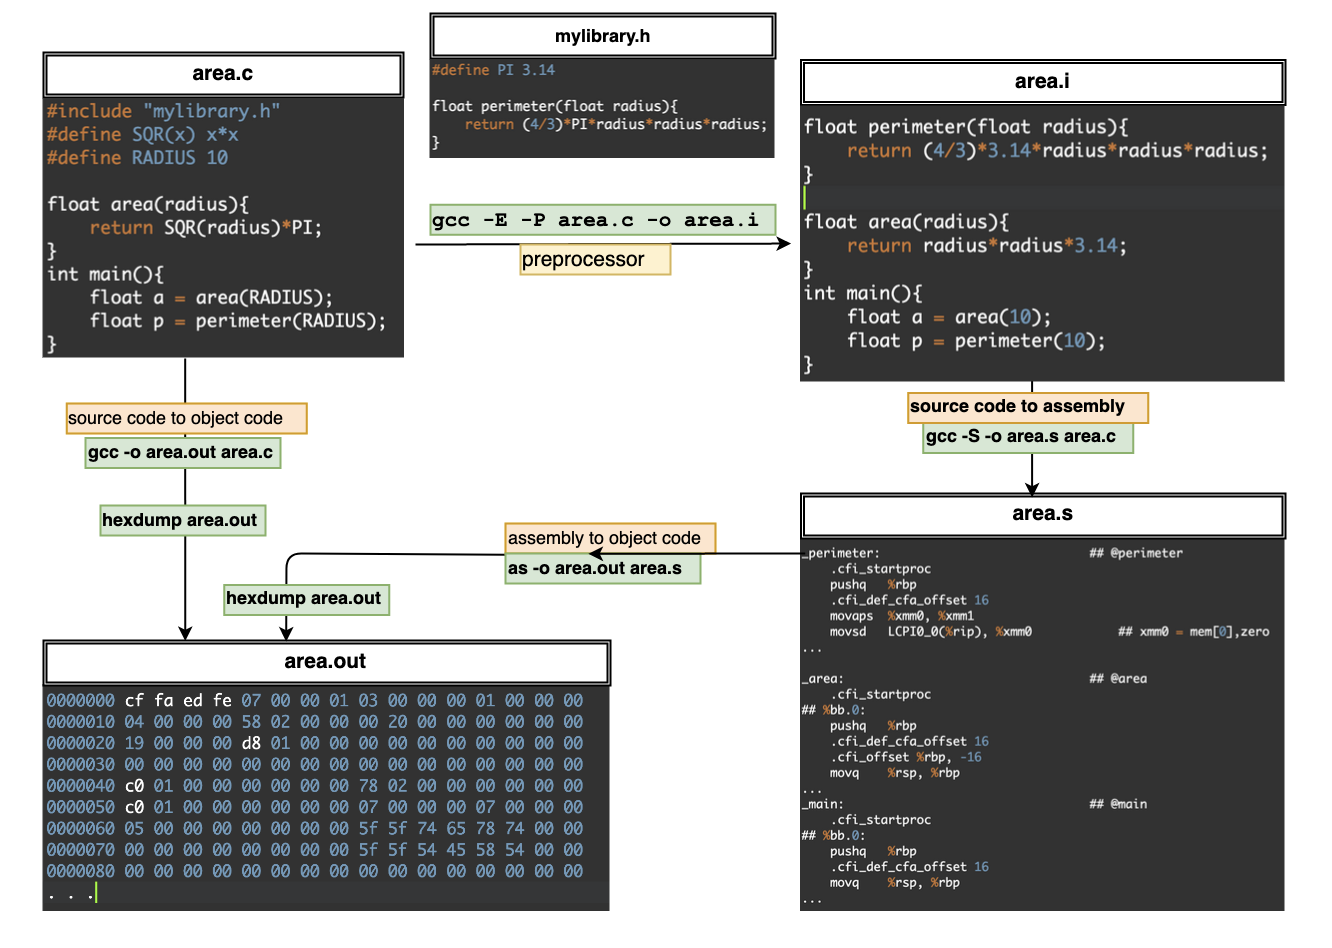 area.c
#include "mylibrary.h"
#define SQR(x) x*x
#define RADIUS 10
float area(radius){
    return SQR(radius)*PI;
}
int main(){
    float a = area(RADIUS);
    float p = perimeter(RADIUS);
}
mylibrary.h
#define PI 3.14
float perimeter(float radius){
    return (4/3)*PI*radius*radius*radius;
}
gcc -E -P area.c -o area.i
preprocessor
area.i
float perimeter(float radius){
    return (4/3)*3.14*radius*radius*radius;
}
float area(radius){
    return radius*radius*3.14;
}
int main(){
    float a = area(10);
    float p = perimeter(10);
}
source code to object code
gcc -o area.out area.c
hexdump area.out
source code to assembly
gcc -S -o area.s area.c
area.s
_perimeter:                             ## @perimeter
    .cfi_startproc
    pushq   %rbp
    .cfi_def_cfa_offset 16
    movaps  %xmm0, %xmm1
    movsd   LCPI0_0(%rip), %xmm0            ## xmm0 = mem[0],zero
...
_area:                                  ## @area
    .cfi_startproc
## %bb.0:
    pushq   %rbp
    .cfi_def_cfa_offset 16
    .cfi_offset %rbp, -16
    movq    %rsp, %rbp
...
_main:                                  ## @main
    .cfi_startproc
## %bb.0:
    pushq   %rbp
    .cfi_def_cfa_offset 16
    movq    %rsp, %rbp
...
assembly to object code
as -o area.out area.s
hexdump area.out
area.out
0000000 cf fa ed fe 07 00 00 01 03 00 00 00 01 00 00 00
0000010 04 00 00 00 58 02 00 00 00 20 00 00 00 00 00 00
0000020 19 00 00 00 d8 01 00 00 00 00 00 00 00 00 00 00
0000030 00 00 00 00 00 00 00 00 00 00 00 00 00 00 00 00
0000040 c0 01 00 00 00 00 00 00 78 02 00 00 00 00 00 00
0000050 c0 01 00 00 00 00 00 00 07 00 00 00 07 00 00 00
0000060 05 00 00 00 00 00 00 00 5f 5f 74 65 78 74 00 00
0000070 00 00 00 00 00 00 00 00 5f 5f 54 45 58 54 00 00
0000080 00 00 00 00 00 00 00 00 00 00 00 00 00 00 00 00
. . .